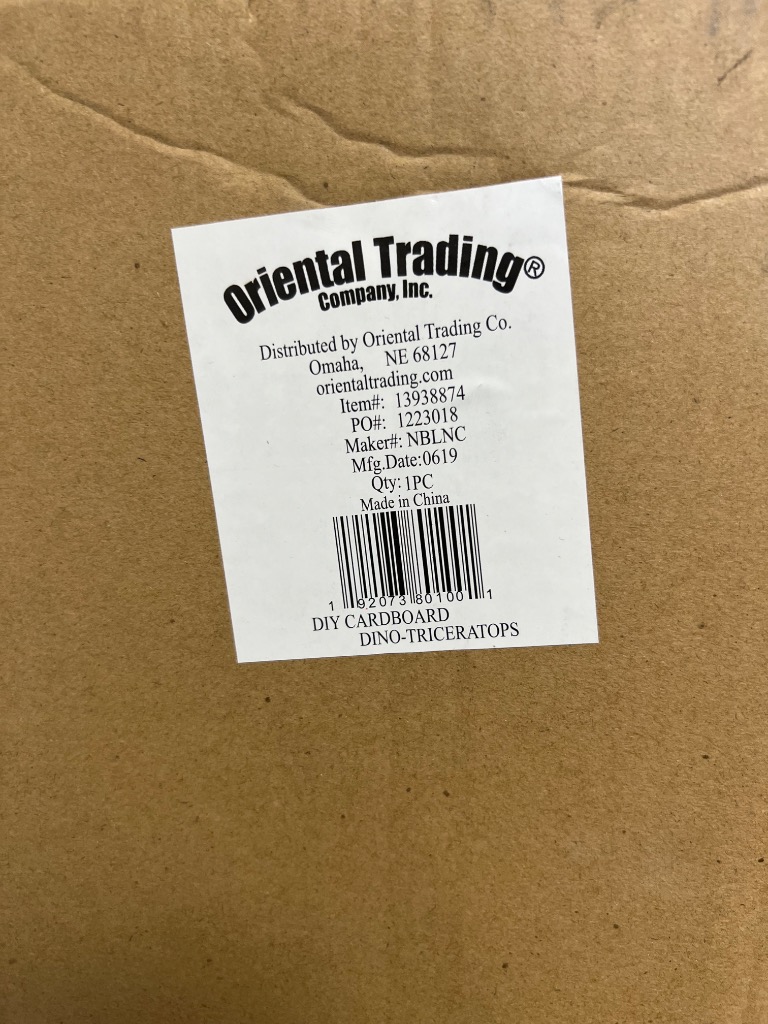 Oriental Trading®
Company, Inc.
Distributed by Oriental Trading Co.
Omaha, NE 68127
orientaltrading.com
Item#: 13938874
PO#: 1223018
Maker#: NBLNC
Mfg.Date:0619
Qty: 1PC
Made in China
1 92073 80100 1
DIY CARDBOARD
DINO-TRICERATOPS